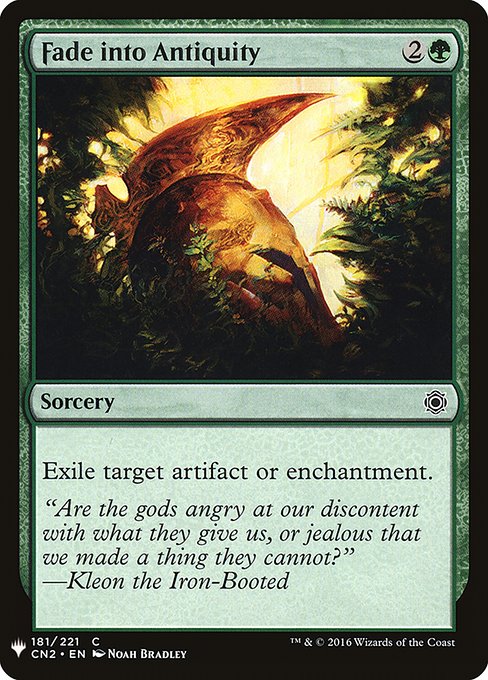 Fade into Antiquity 2
Sorcery
Exile target artifact or enchantment.
“Are the gods angry at our discontent
with what they give us, or jealous that
we made a thing they cannot?”
—Kleon the Iron-Booted
181/221 C
CN2 • EN Noah Bradley
™ & © 2016 Wizards of the Coast